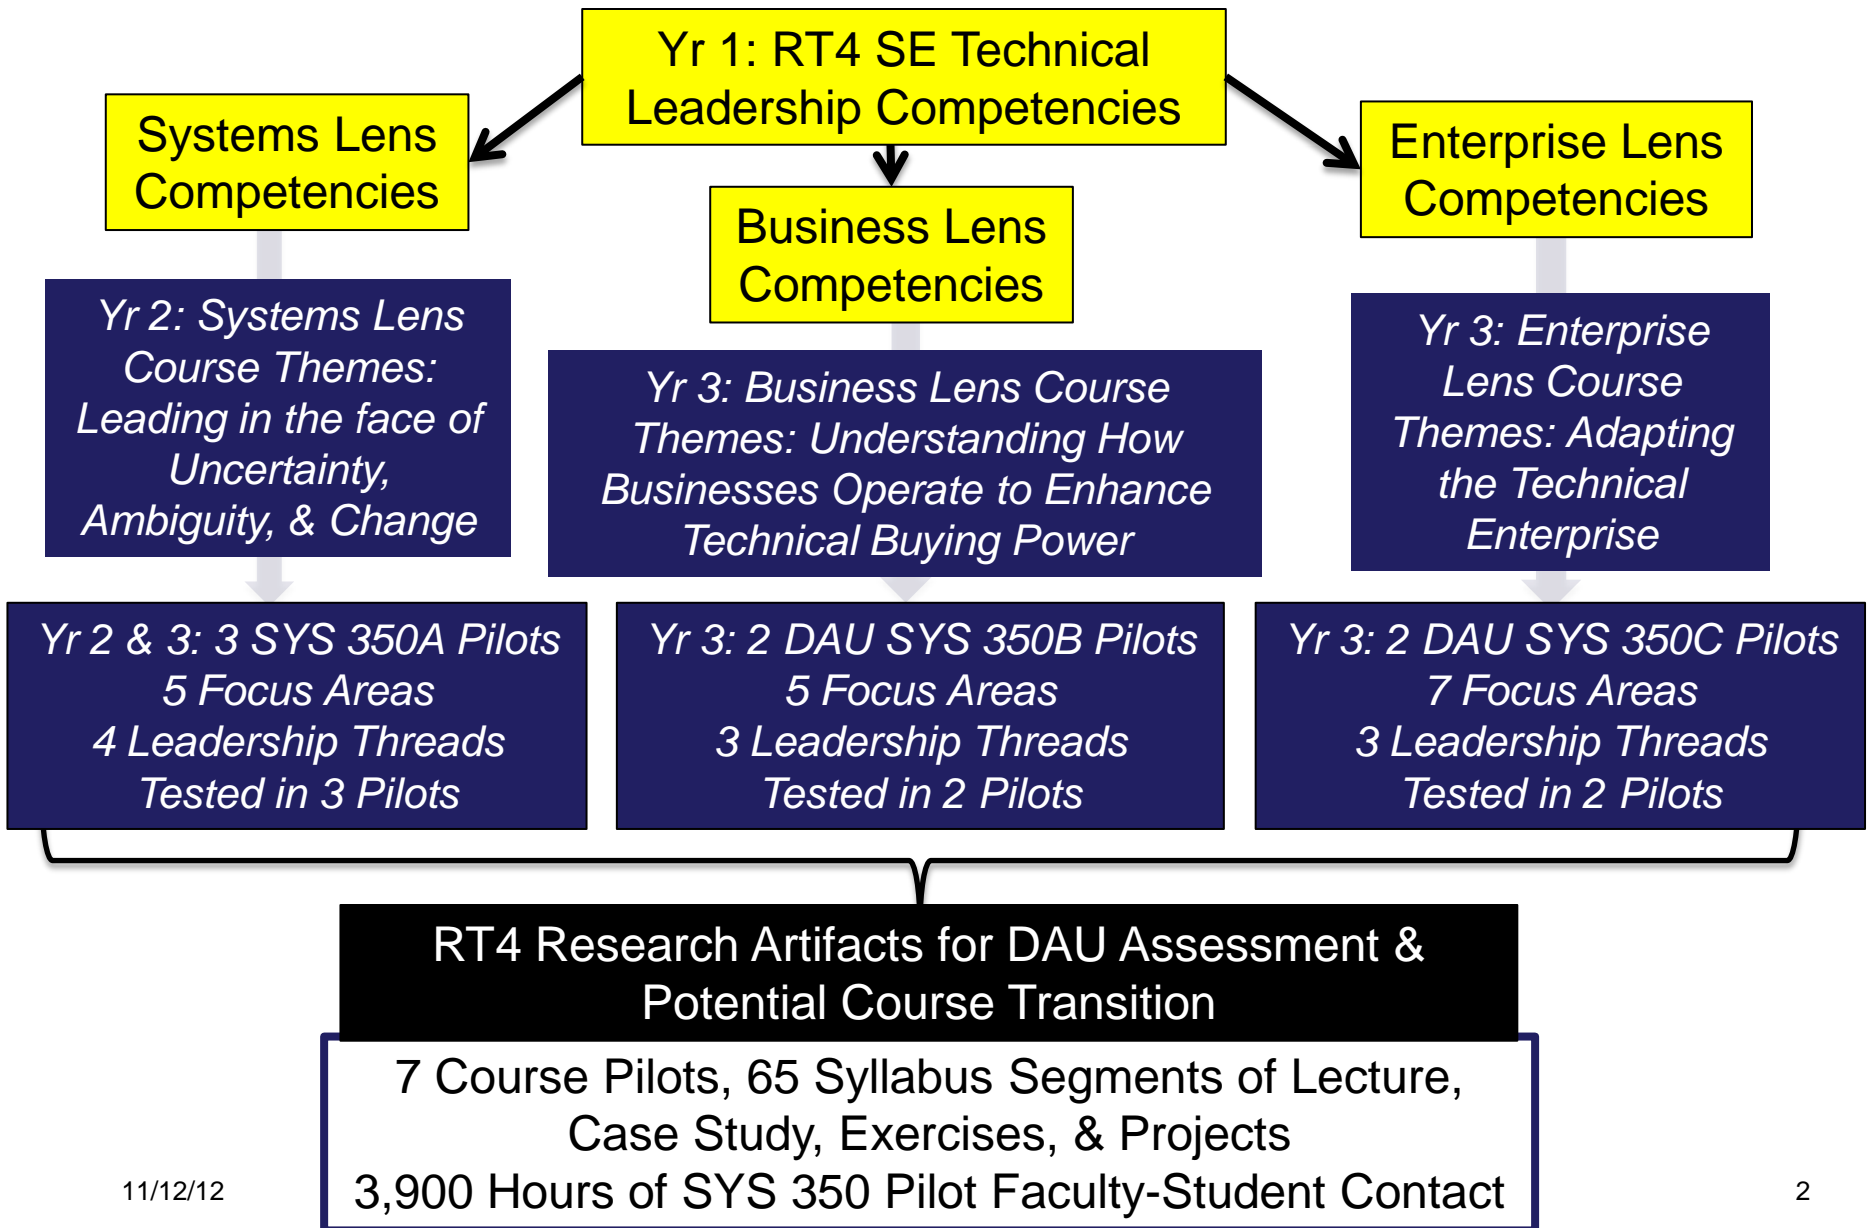 Yr 1: RT4 SE Technical
Leadership Competencies
Systems Lens
Competencies
Business Lens
Competencies
Enterprise Lens
Competencies
Yr 2: Systems Lens
Course Themes:
Leading in the face of
Uncertainty,
Ambiguity, & Change
Yr 3: Business Lens Course
Themes: Understanding How
Businesses Operate to Enhance
Technical Buying Power
Yr 3: Enterprise
Lens Course
Themes: Adapting
the Technical
Enterprise
Yr 2 & 3: 3 SYS 350A Pilots
5 Focus Areas
4 Leadership Threads
Tested in 3 Pilots
Yr 3: 2 DAU SYS 350B Pilots
5 Focus Areas
3 Leadership Threads
Tested in 2 Pilots
Yr 3: 2 DAU SYS 350C Pilots
7 Focus Areas
3 Leadership Threads
Tested in 2 Pilots
RT4 Research Artifacts for DAU Assessment &
Potential Course Transition
7 Course Pilots, 65 Syllabus Segments of Lecture,
Case Study, Exercises, & Projects
3,900 Hours of SYS 350 Pilot Faculty-Student Contact
11/12/12
2